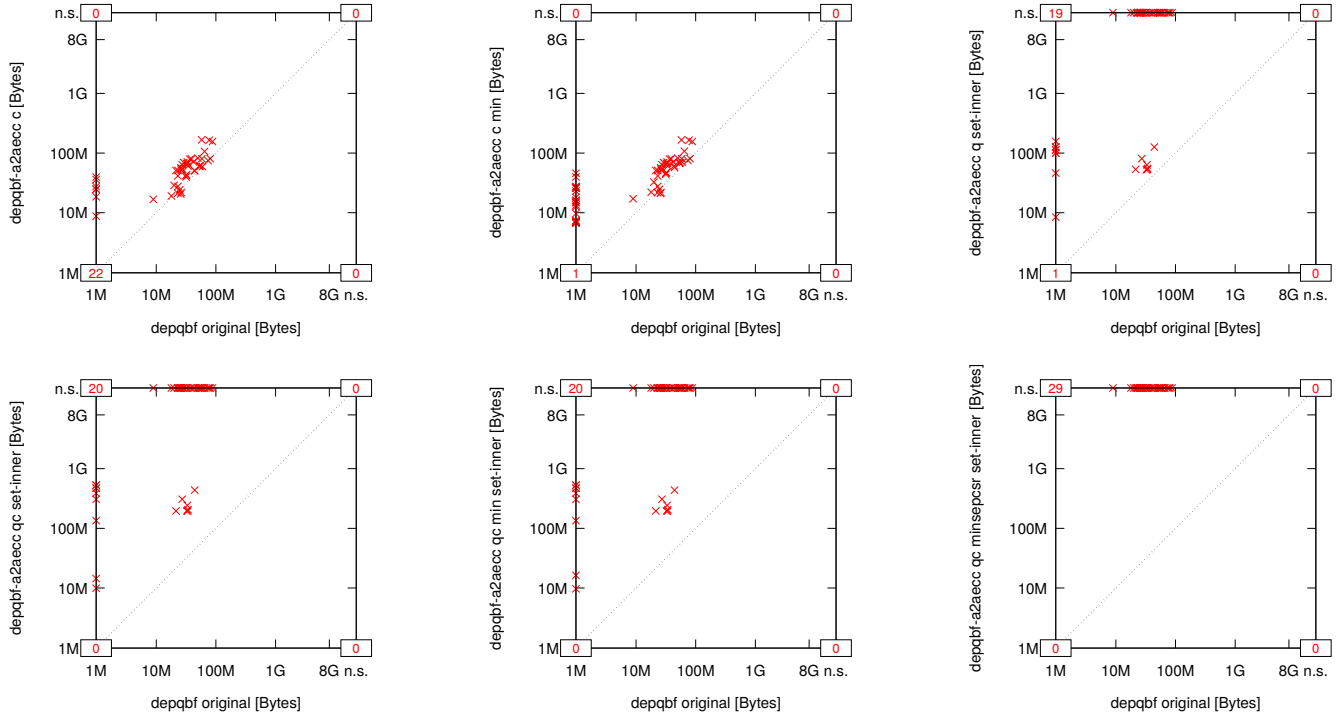 n.s. 0 0
8G
1G
100M
10M
1M 22 0
1M 10M 100M 1G 8G n.s.
depqbf original [Bytes]
depqbf-a2aecc c [Bytes]
n.s. 0 0
8G
1G
100M
10M
1M 1 0
1M 10M 100M 1G 8G n.s.
depqbf original [Bytes]
depqbf-a2aecc c min [Bytes]
n.s. 19 0
8G
1G
100M
10M
1M 1 0
1M 10M 100M 1G 8G n.s.
depqbf original [Bytes]
depqbf-a2aecc q set-inner [Bytes]
n.s. 20 0
8G
1G
100M
10M
1M 0 0
1M 10M 100M 1G 8G n.s.
depqbf original [Bytes]
depqbf-a2aecc qc set-inner [Bytes]
n.s. 20 0
8G
1G
100M
10M
1M 0 0
1M 10M 100M 1G 8G n.s.
depqbf original [Bytes]
depqbf-a2aecc qc min set-inner [Bytes]
n.s. 29 0
8G
1G
100M
10M
1M 0 0
1M 10M 100M 1G 8G n.s.
depqbf original [Bytes]
depqbf-a2aecc qc minsepcsr set-inner [Bytes]